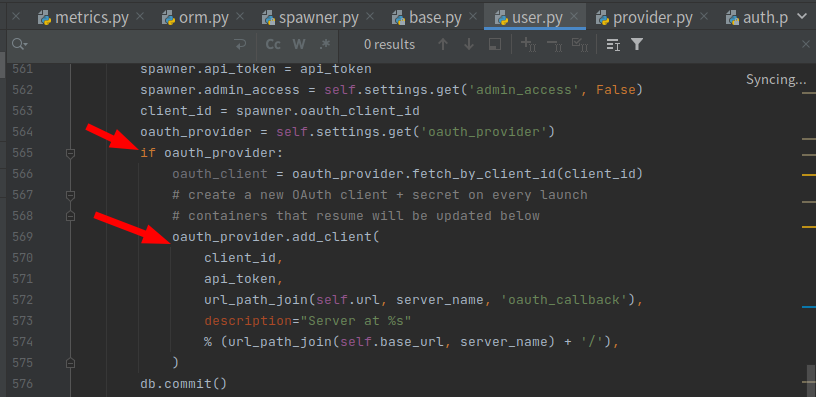 metrics.py orm.py spawner.py base.py user.py provider.py auth.p
Cc W .* 0 results
Syncing...
561 spawner.api_token = api_token
562 spawner.admin_access = self.settings.get('admin_access', False)
563 client_id = spawner.oauth_client_id
564 oauth_provider = self.settings.get('oauth_provider')
565 if oauth_provider:
566 oauth_client = oauth_provider.fetch_by_client_id(client_id)
567 # create a new OAuth client + secret on every launch
568 # containers that resume will be updated below
569 oauth_provider.add_client(
570 client_id,
571 api_token,
572 url_path_join(self.url, server_name, 'oauth_callback'),
573 description="Server at %s"
574 % (url_path_join(self.base_url, server_name) + '/'),
575 )
576 db.commit()